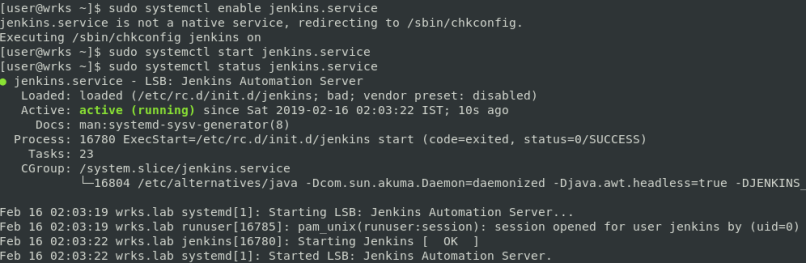 [user@wrks ~]$ sudo systemctl enable jenkins.service
jenkins.service is not a native service, redirecting to /sbin/chkconfig.
Executing /sbin/chkconfig jenkins on
[user@wrks ~]$ sudo systemctl start jenkins.service
[user@wrks ~]$ sudo systemctl status jenkins.service
● jenkins.service - LSB: Jenkins Automation Server
   Loaded: loaded (/etc/rc.d/init.d/jenkins; bad; vendor preset: disabled)
   Active: active (running) since Sat 2019-02-16 02:03:22 IST; 10s ago
     Docs: man:systemd-sysv-generator(8)
  Process: 16780 ExecStart=/etc/rc.d/init.d/jenkins start (code=exited, status=0/SUCCESS)
    Tasks: 23
   CGroup: /system.slice/jenkins.service
           └─16804 /etc/alternatives/java -Dcom.sun.akuma.Daemon=daemonized -Djava.awt.headless=true -DJENKINS_
Feb 16 02:03:19 wrks.lab systemd[1]: Starting LSB: Jenkins Automation Server...
Feb 16 02:03:19 wrks.lab runuser[16785]: pam_unix(runuser:session): session opened for user jenkins by (uid=0)
Feb 16 02:03:22 wrks.lab jenkins[16780]: Starting Jenkins [  OK  ]
Feb 16 02:03:22 wrks.lab systemd[1]: Started LSB: Jenkins Automation Server.